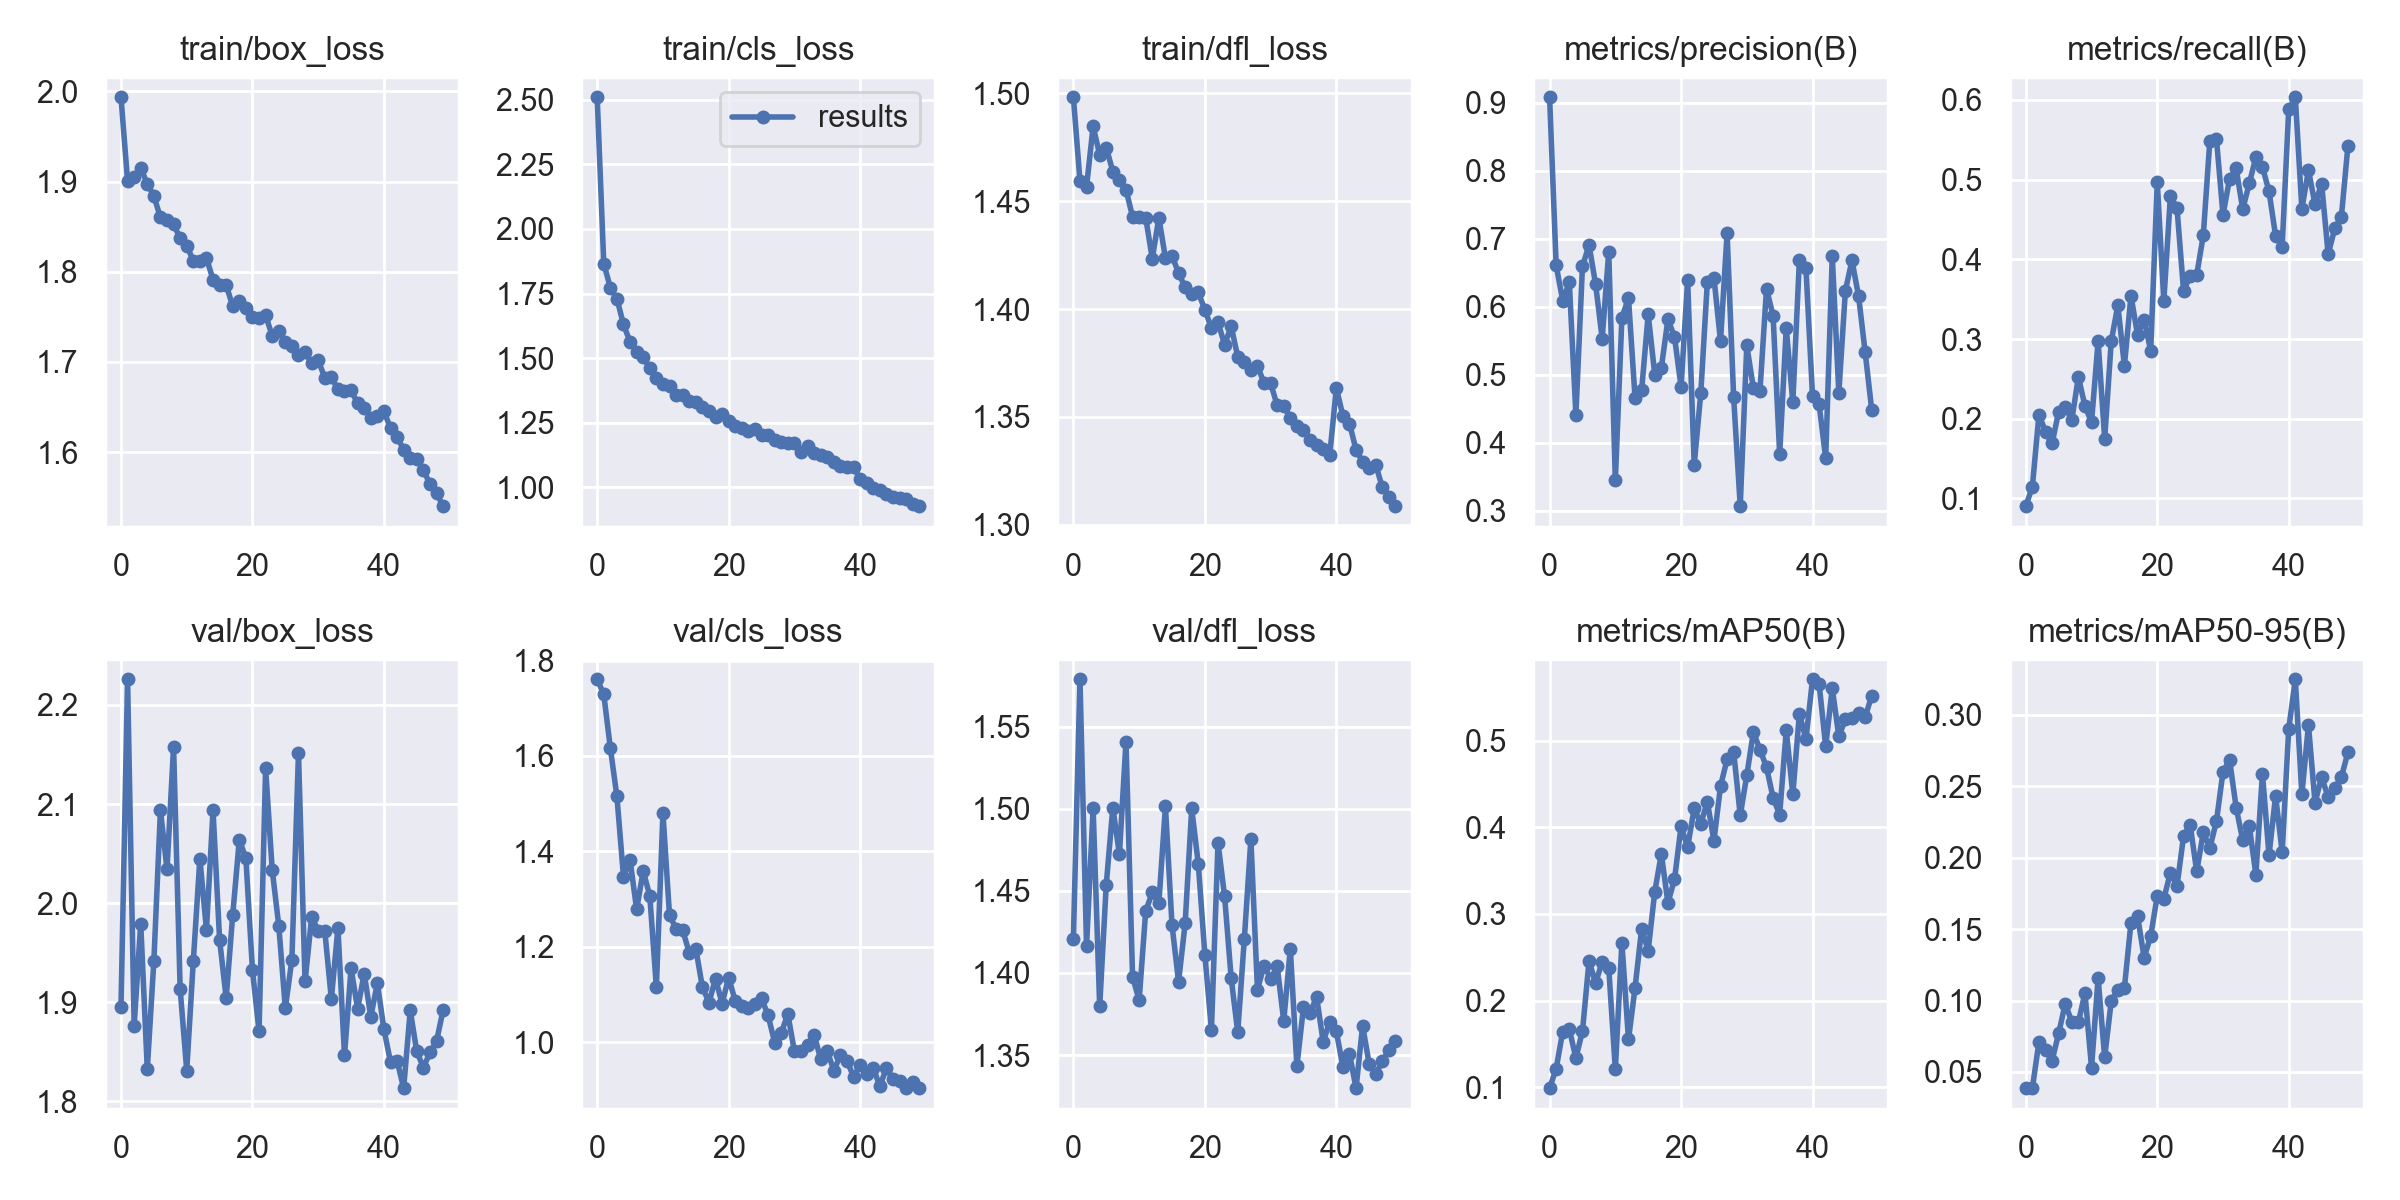 train/box_loss
2.0
1.9
1.8
1.7
1.6
0 20 40
train/cls_loss
results
2.50
2.25
2.00
1.75
1.50
1.25
1.00
0 20 40
train/dfl_loss
1.50
1.45
1.40
1.35
1.30
0 20 40
metrics/precision(B)
0.9
0.8
0.7
0.6
0.5
0.4
0.3
0 20 40
metrics/recall(B)
0.6
0.5
0.4
0.3
0.2
0.1
0 20 40
val/box_loss
2.2
2.1
2.0
1.9
1.8
0 20 40
val/cls_loss
1.8
1.6
1.4
1.2
1.0
0 20 40
val/dfl_loss
1.55
1.50
1.45
1.40
1.35
0 20 40
metrics/mAP50(B)
0.5
0.4
0.3
0.2
0.1
0 20 40
metrics/mAP50-95(B)
0.30
0.25
0.20
0.15
0.10
0.05
0 20 40